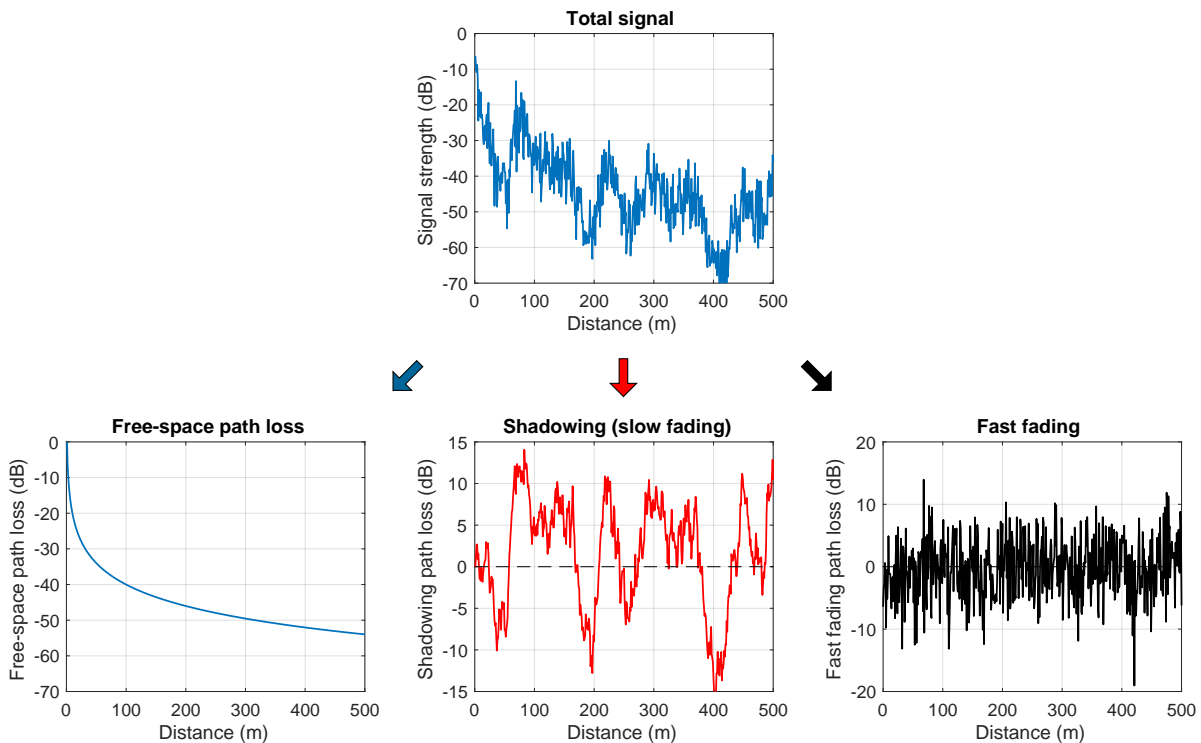 Total signal
Signal strength (dB)
0
-10
-20
-30
-40
-50
-60
-70
0 100 200 300 400 500
Distance (m)
Free-space path loss
Free-space path loss (dB)
0
-10
-20
-30
-40
-50
-60
-70
0 100 200 300 400 500
Distance (m)
Shadowing (slow fading)
Shadowing path loss (dB)
15
10
5
0
-5
-10
-15
0 100 200 300 400 500
Distance (m)
Fast fading
Fast fading path loss (dB)
20
10
0
-10
-20
0 100 200 300 400 500
Distance (m)